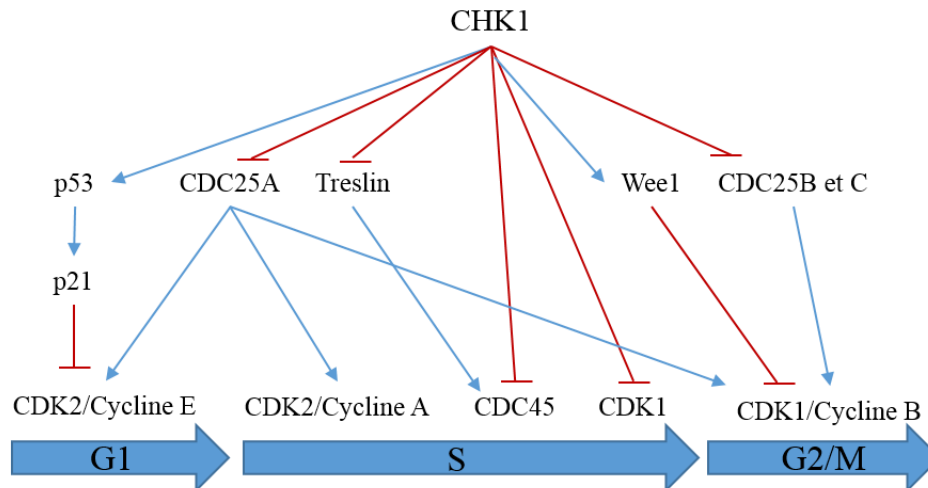 CHK1
p53
CDC25A
Treslin
Wee1
CDC25B et C
p21
CDK2/Cycline E
CDK2/Cycline A
CDC45
CDK1
CDK1/Cycline B
G1
S
G2/M